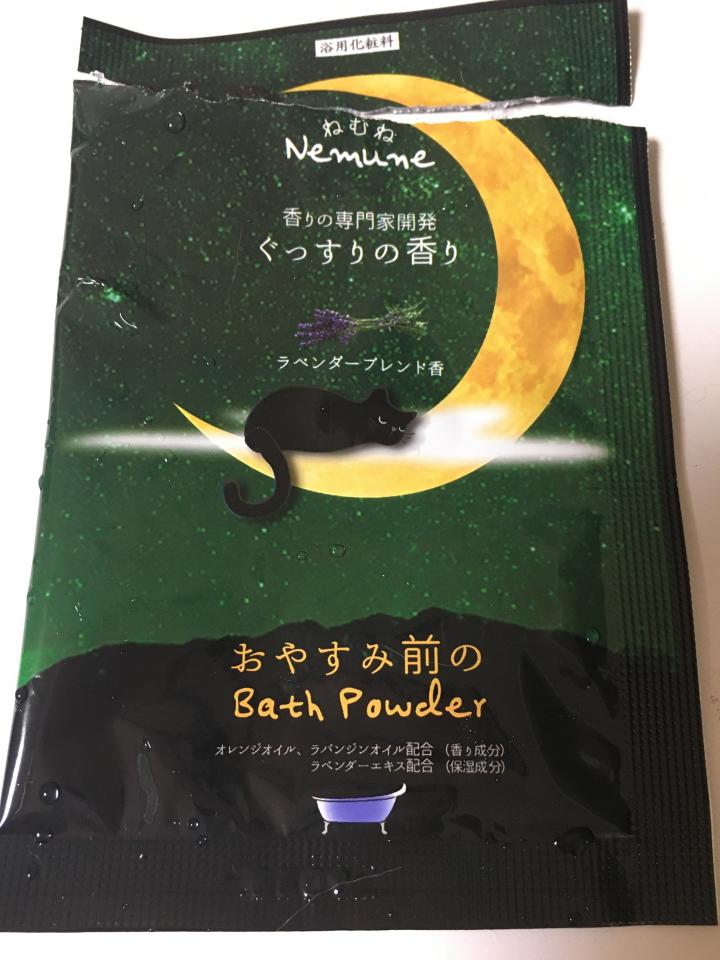 浴用化粧料
ねむね
Nemune
香りの専門家開発
ぐっすりの香り
ラベンダーブレンド香
おやすみ前の
Bath Powder
オレンジオイル、ラバンジンオイル配合（香り成分）
ラベンダーエキス配合（保湿成分）